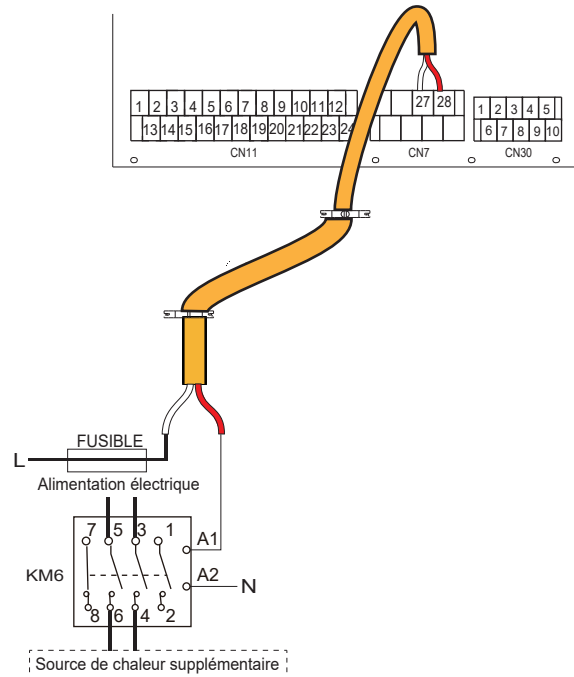 27 28
1 2 3 4 5 6 7 8 9 10 11 12
1 2 3 4 5
13 14 15 16 17 18 19 20 21 22 23 24
6 7 8 9 10
CN11 CN7 CN30
FUSIBLE
L
Alimentation électrique
7 5 3 1
A1
KM6
A2
N
8 6 4 2
Source de chaleur supplémentaire